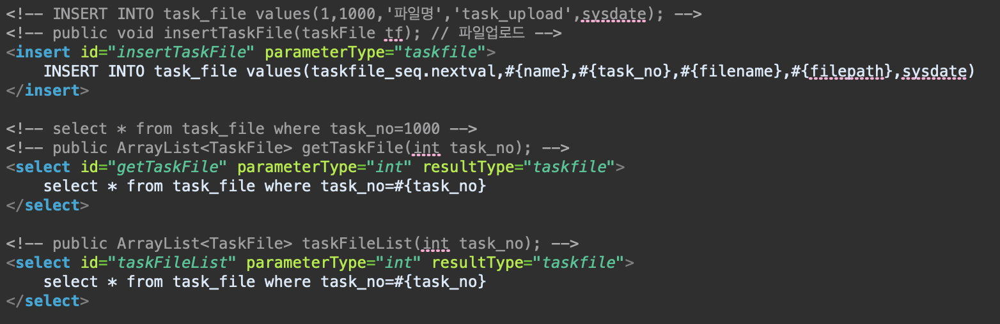 <!-- INSERT INTO task_file values(1,1000,'파일명','task_upload',sysdate); -->
<!-- public void insertTaskFile(taskFile tf); // 파일업로드 -->
<insert id="insertTaskFile" parameterType="taskfile">
    INSERT INTO task_file values(taskfile_seq.nextval,#{name},#{task_no},#{filename},#{filepath},sysdate)
</insert>

<!-- select * from task_file where task_no=1000 -->
<!-- public ArrayList<TaskFile> getTaskFile(int task_no); -->
<select id="getTaskFile" parameterType="int" resultType="taskfile">
    select * from task_file where task_no=#{task_no}
</select>

<!-- public ArrayList<TaskFile> taskFileList(int task_no); -->
<select id="taskFileList" parameterType="int" resultType="taskfile">
    select * from task_file where task_no=#{task_no}
</select>